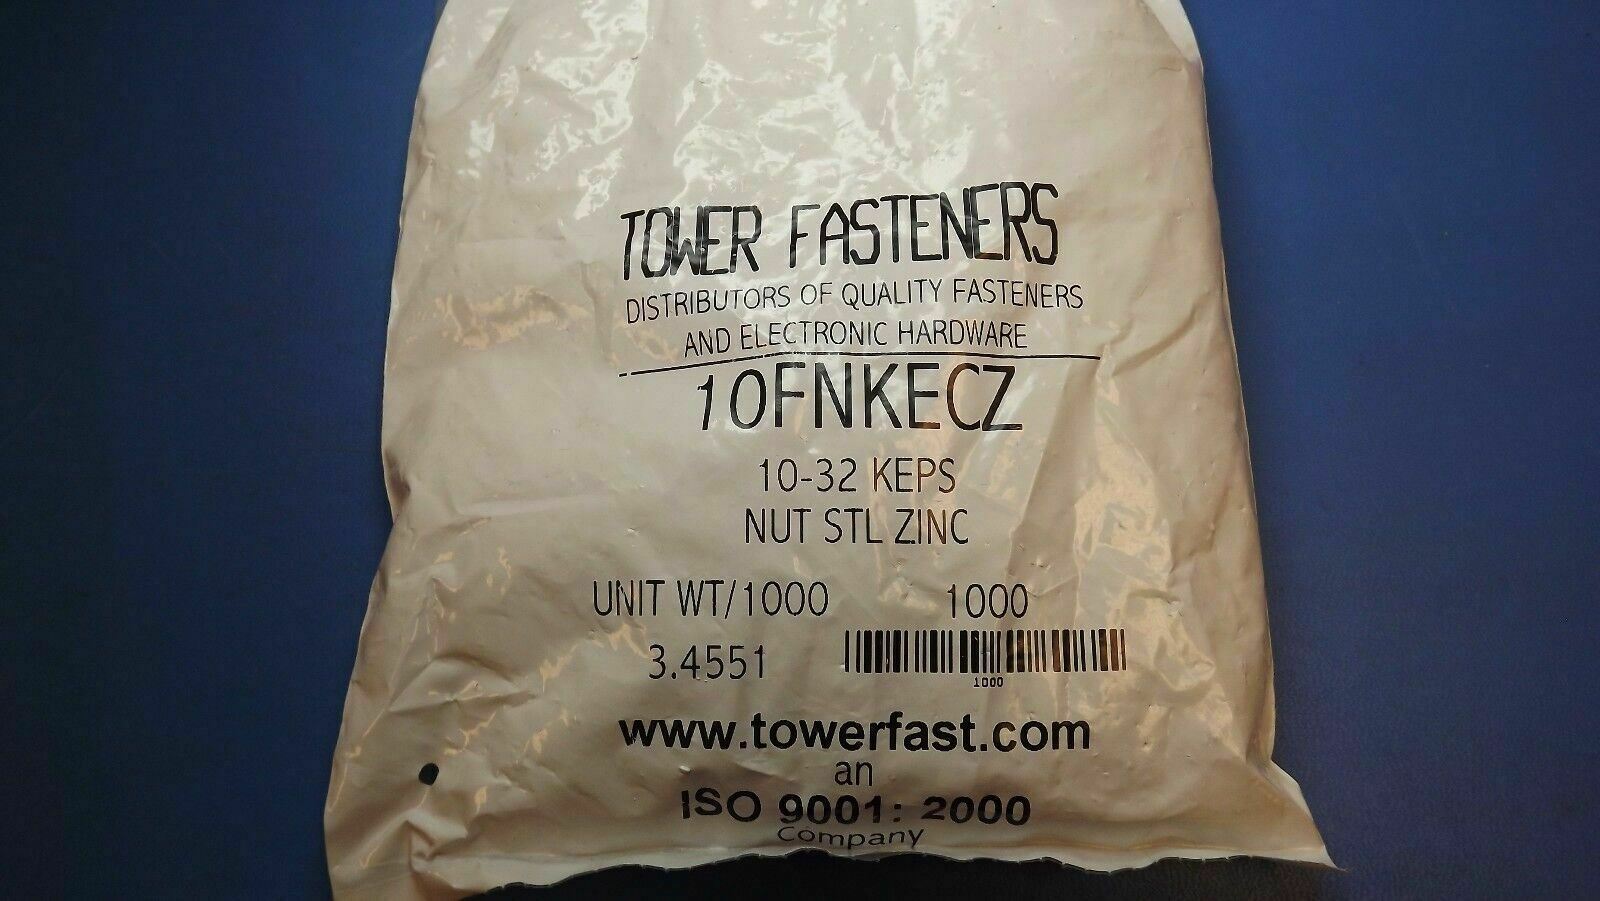 TOWER FASTENERS
DISTRIBUTORS OF QUALITY FASTENERS
AND ELECTRONIC HARDWARE
10FNKECZ
10-32 KEPS
NUT STL ZINC
UNIT WT/1000 1000
3.4551
1000
www.towerfast.com
an
ISO 9001: 2000
Company